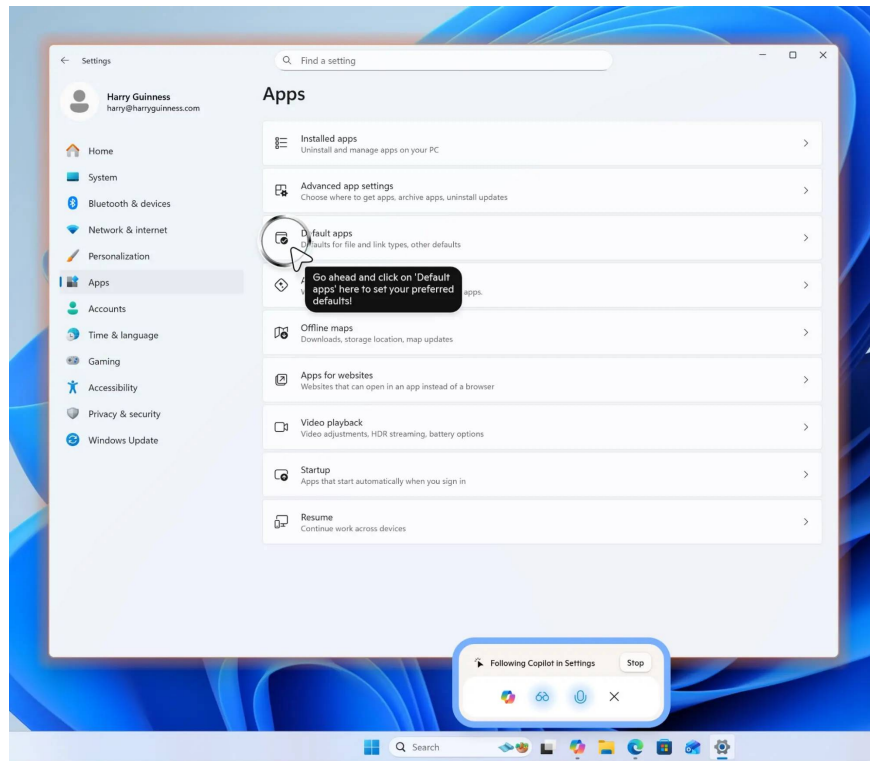 Settings
Find a setting
Harry Guinness
harry@harryguinness.com
Home
System
Bluetooth & devices
Network & internet
Personalization
Apps
Accounts
Time & language
Gaming
Accessibility
Privacy & security
Windows Update
Apps
Installed apps
Uninstall and manage apps on your PC
Advanced app settings
Choose where to get apps, archive apps, uninstall updates
Default apps
Defaults for file and link types, other defaults
Go ahead and click on 'Default
apps' here to set your preferred
defaults!
apps.
Offline maps
Downloads, storage location, map updates
Apps for websites
Websites that can open in an app instead of a browser
Video playback
Video adjustments, HDR streaming, battery options
Startup
Apps that start automatically when you sign in
Resume
Continue work across devices
Following Copilot in Settings
Stop
Search